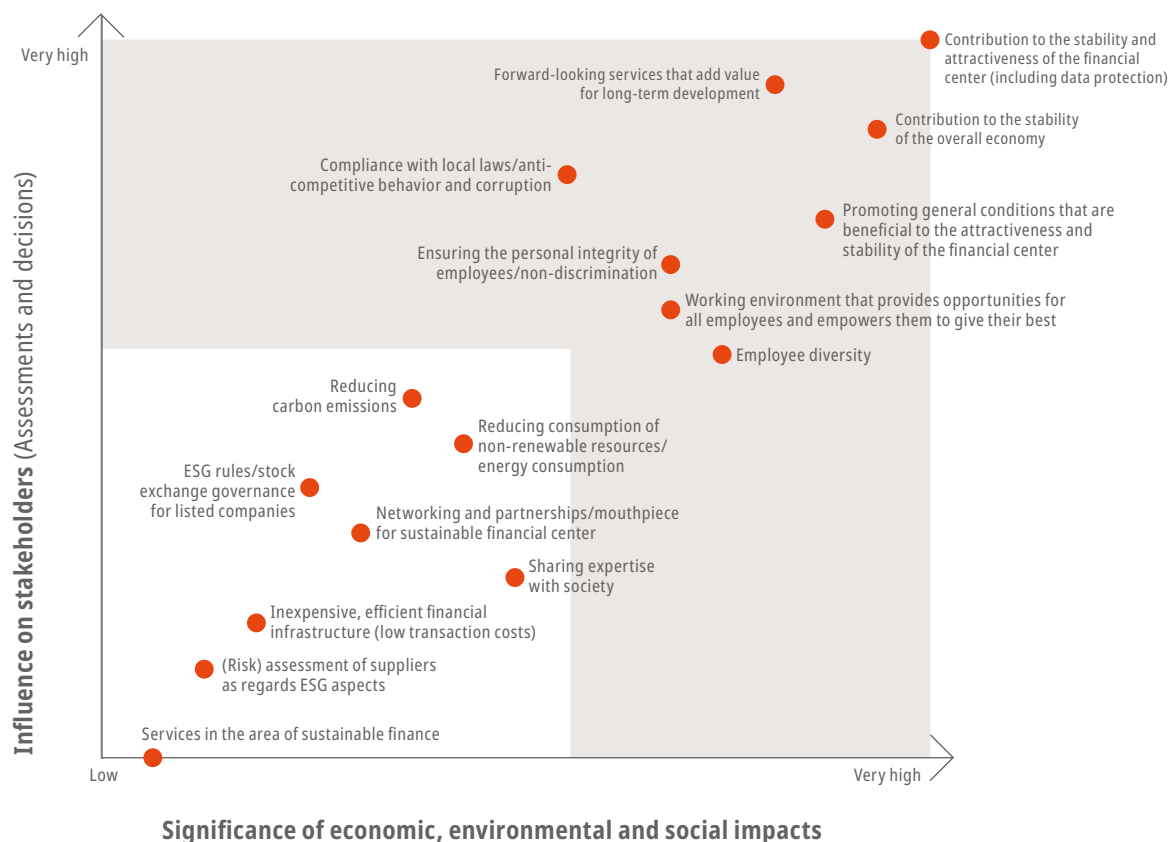 Very high
Contribution to the stability and
attractiveness of the financial
center (including data protection)
Forward-looking services that add value
for long-term development
Contribution to the stability
of the overall economy
Compliance with local laws/anti-
competitive behavior and corruption
Promoting general conditions that are
beneficial to the attractiveness and
stability of the financial center
Ensuring the personal integrity of
employees/non-discrimination
Working environment that provides opportunities for
all employees and empowers them to give their best
Employee diversity
Reducing
carbon emissions
Reducing consumption of
non-renewable resources/
energy consumption
ESG rules/stock
exchange governance
for listed companies
Networking and partnerships/mouthpiece
for sustainable financial center
Sharing expertise
with society
Inexpensive, efficient financial
infrastructure (low transaction costs)
(Risk) assessment of suppliers
as regards ESG aspects
Services in the area of sustainable finance
Influence on stakeholders (Assessments and decisions)
Low
Very high
Significance of economic, environmental and social impacts